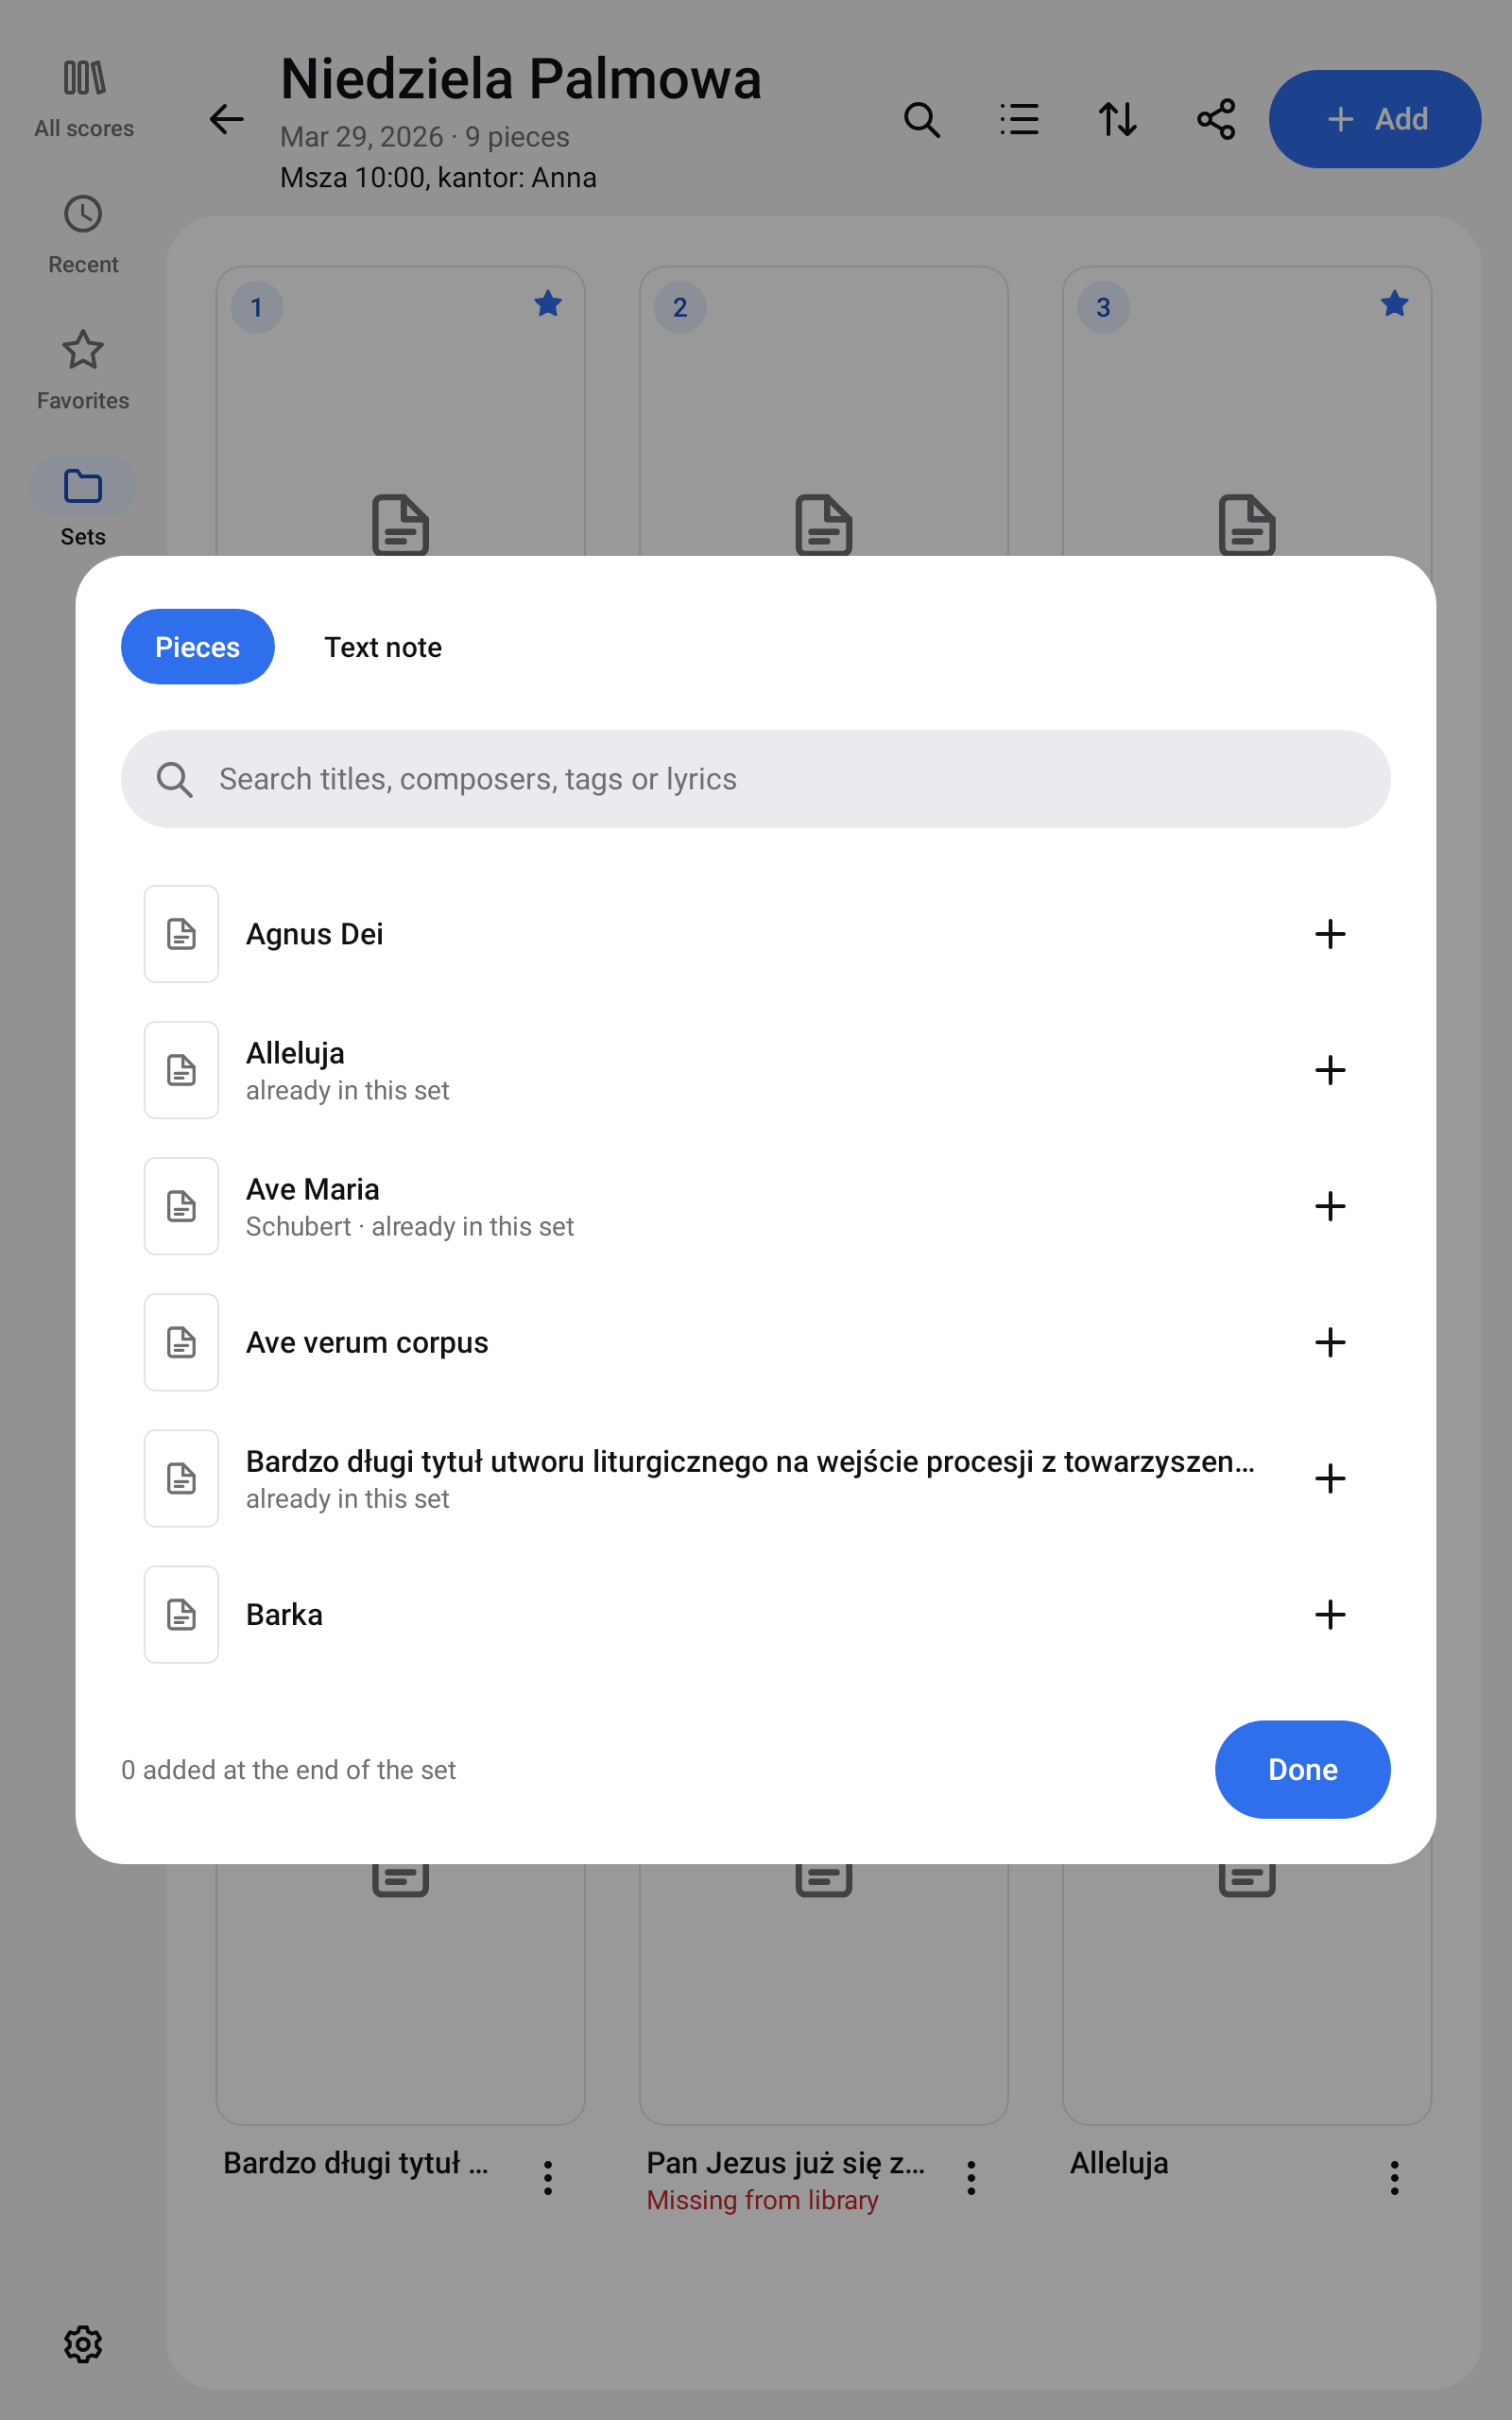 Niedziela Palmowa
Mar 29, 2026 · 9 pieces
Msza 10:00, kantor: Anna
Add
All scores
Recent
Favorites
Sets
1
2
3
Pieces
Text note
Search titles, composers, tags or lyrics
Agnus Dei
Alleluja
already in this set
Ave Maria
Schubert · already in this set
Ave verum corpus
Bardzo długi tytuł utworu liturgicznego na wejście procesji z towarzyszen...
already in this set
Barka
0 added at the end of the set
Done
Bardzo długi tytuł ...
Pan Jezus już się z...
Missing from library
Alleluja